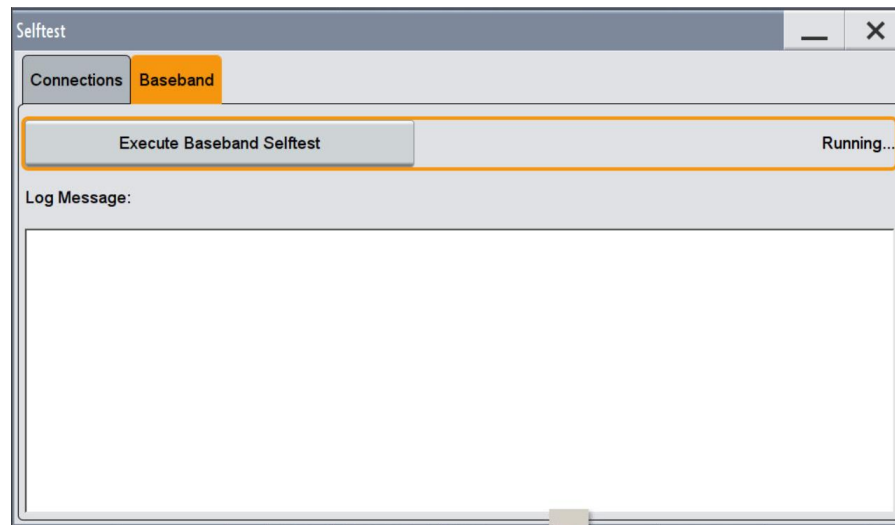 Selftest
Connections Baseband
Execute Baseband Selftest Running...
Log Message: